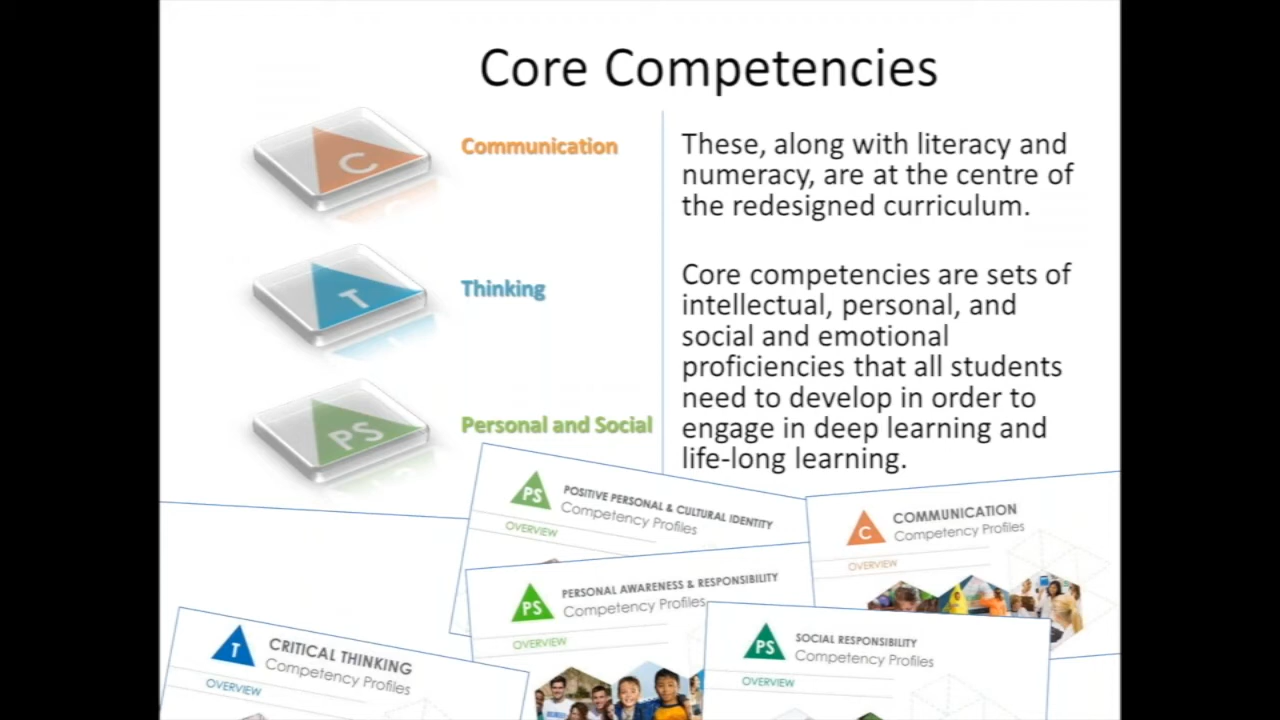 Core Competencies
C
Communication
These, along with literacy and
numeracy, are at the centre of
the redesigned curriculum.
T
Thinking
Core competencies are sets of
intellectual, personal, and
social and emotional
proficiencies that all students
need to develop in order to
engage in deep learning and
life-long learning.
PS
Personal and Social
PS
POSITIVE PERSONAL & CULTURAL IDENTITY
Competency Profiles
OVERVIEW
C
COMMUNICATION
Competency Profiles
OVERVIEW
PS
PERSONAL AWARENESS & RESPONSIBILITY
Competency Profiles
OVERVIEW
T
CRITICAL THINKING
Competency Profiles
OVERVIEW
PS
SOCIAL RESPONSIBILITY
Competency Profiles
OVERVIEW